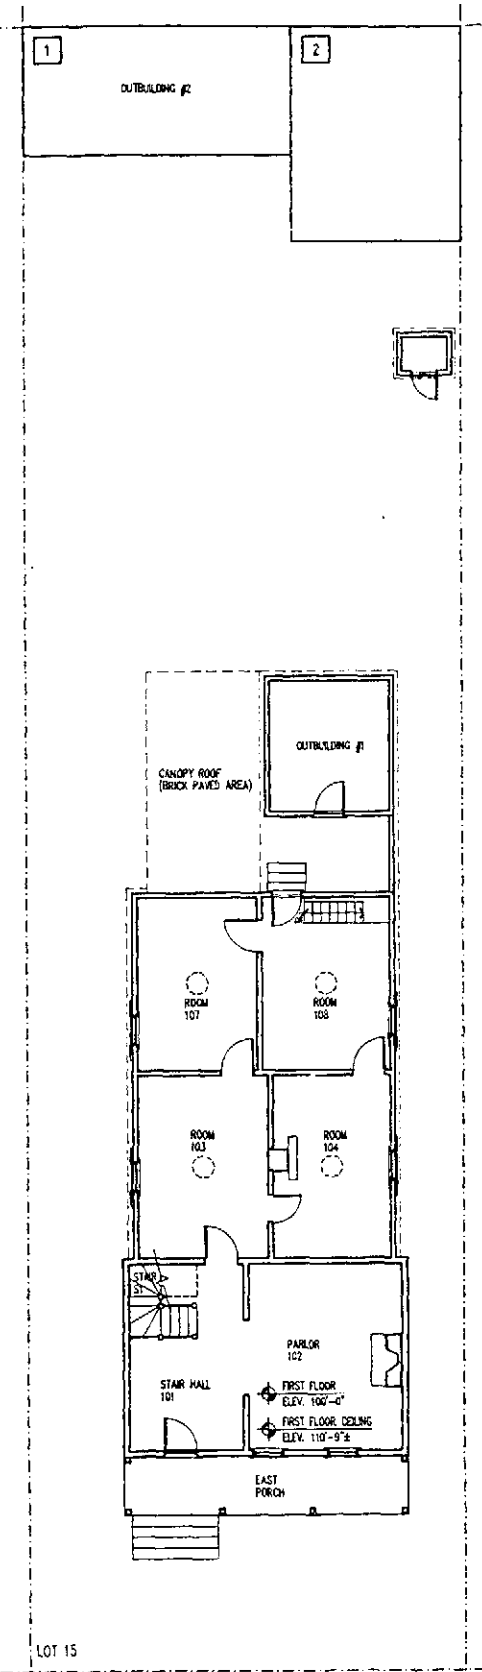 1
2
OUTBUILDING #2
OUTBUILDING #1
CANOPY ROOF
(BRICK PAVED AREA)
ROOM
107
ROOM
108
ROOM
103
ROOM
104
STAIR
S1
PARLOR
102
STAIR HALL
101
FIRST FLOOR
ELEV. 100'-0"
FIRST FLOOR CEILING
ELEV. 110'-9"±
EAST
PORCH
LOT 15